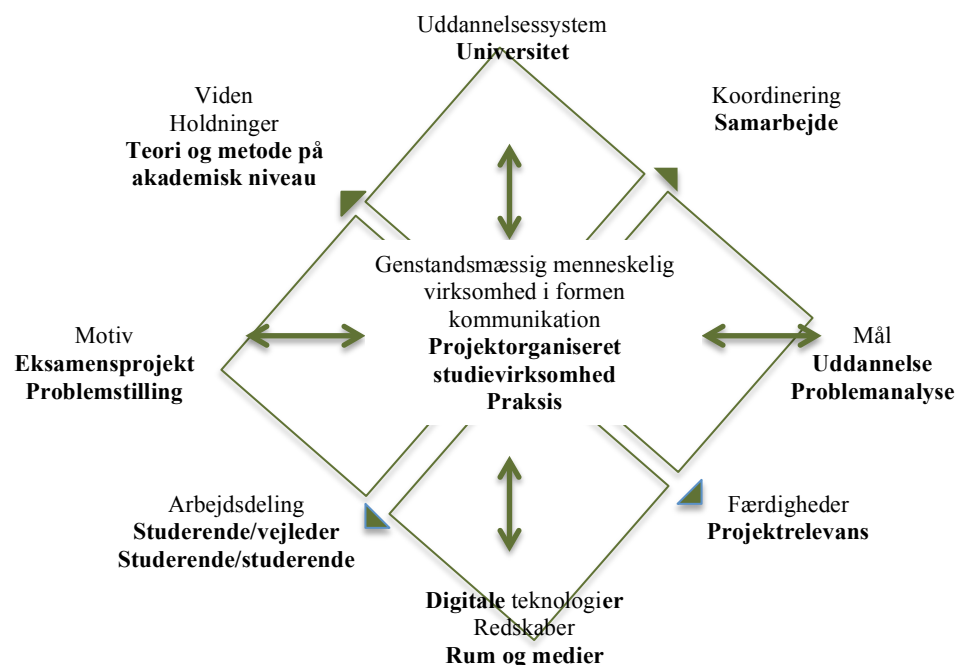 Uddannelsessystem
Universitet
Viden
Holdninger
Teori og metode på
akademisk niveau
Koordinering
Samarbejde
Genstandsmæssig menneskelig
virksomhed i formen
kommunikation
Projektorganiseret
studievirksomhed
Praksis
Motiv
Eksamensprojekt
Problemstilling
Mål
Uddannelse
Problemanalyse
Arbejdsdeling
Studerende/vejleder
Studerende/studerende
Færdigheder
Projektrelevans
Digitale teknologier
Redskaber
Rum og medier